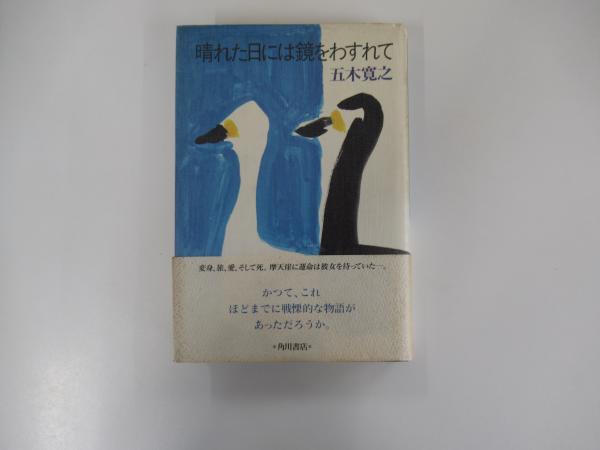 晴れた日には鏡をわすれて
五木寛之
変身、旅、愛、そして死。摩天崖に運命は彼女を待っていた―。
かつて、これ
ほどまでに戦慄的な物語が
あっただろうか。
*角川書店*